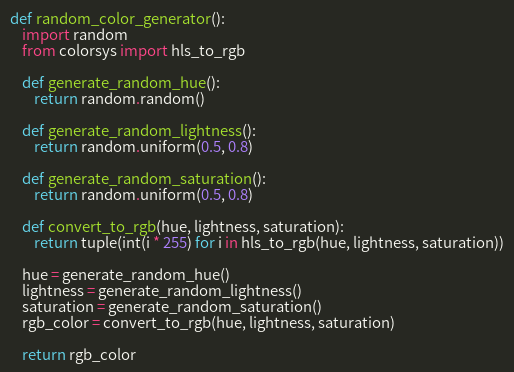 def random_color_generator():
    import random
    from colorsys import hls_to_rgb

    def generate_random_hue():
        return random.random()

    def generate_random_lightness():
        return random.uniform(0.5, 0.8)

    def generate_random_saturation():
        return random.uniform(0.5, 0.8)

    def convert_to_rgb(hue, lightness, saturation):
        return tuple(int(i * 255) for i in hls_to_rgb(hue, lightness, saturation))

    hue = generate_random_hue()
    lightness = generate_random_lightness()
    saturation = generate_random_saturation()
    rgb_color = convert_to_rgb(hue, lightness, saturation)

    return rgb_color